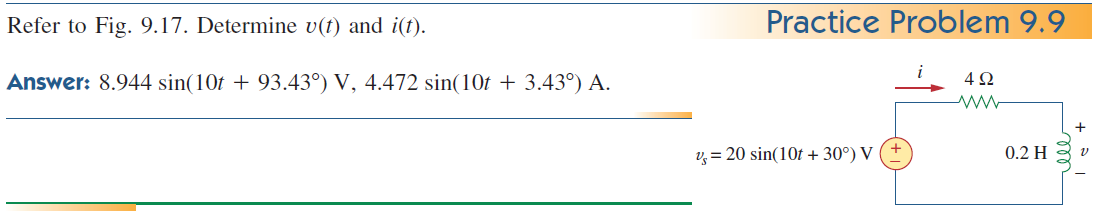 Refer to Fig. 9.17. Determine v(t) and i(t).
Practice Problem 9.9
Answer: 8.944 sin(10t + 93.43°) V, 4.472 sin(10t + 3.43°) A.
i
4 Ω
+
vₛ = 20 sin(10t + 30°) V
+
−
0.2 H
v
−